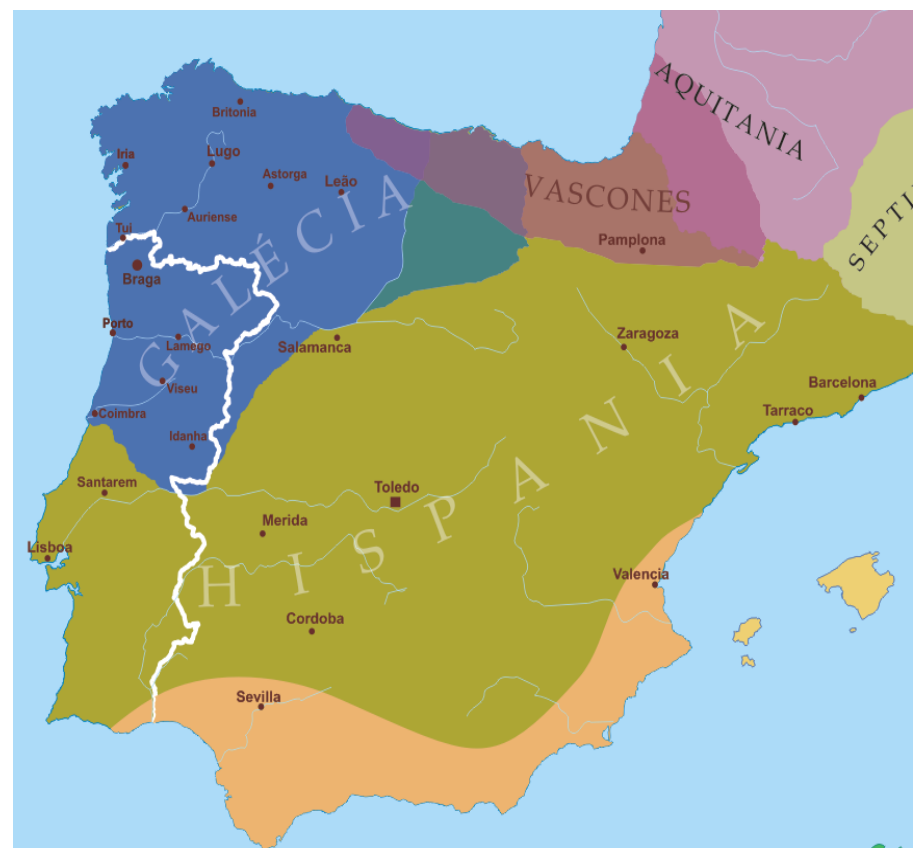 AQUITANIA
Britonia
Iria
Lugo
Astorga
Leão
Auriense
VASCONES
SEPTI
Tui
Pamplona
GALÉCIA
Braga
Porto
Lamego
Salamanca
Zaragoza
Viseu
Barcelona
Coimbra
Tarraco
Idanha
Santarem
Toledo
HISPANIA
Merida
Lisboa
Valencia
Cordoba
Sevilla